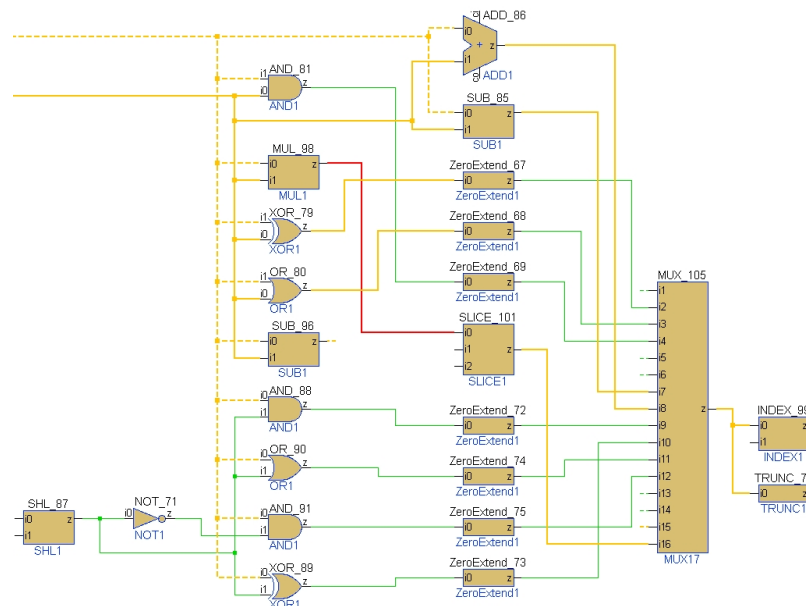 ADD_86
i0
+ z
i1
ADD1
AND_81
i1
z
i0
AND1
SUB_85
i0 z
i1
SUB1
MUL_98
i0 z
i1
MUL1
ZeroExtend_67
i0 z
ZeroExtend1
XOR_79
i1
z
i0
XOR1
ZeroExtend_68
i0 z
ZeroExtend1
OR_80
i1
z
i0
OR1
ZeroExtend_69
i0 z
ZeroExtend1
SUB_96
i0 z
i1
SUB1
SLICE_101
i0
i1 z
i2
SLICE1
MUX_105
i1
i2
i3
i4
i5
i6
i7
i8
z
i9
i10
i11
i12
i13
i14
i15
i16
MUX17
AND_88
i0
z
i1
AND1
ZeroExtend_72
i0 z
ZeroExtend1
OR_90
i0
z
i1
OR1
ZeroExtend_74
i0 z
ZeroExtend1
SHL_87
i0 z
i1
SHL1
NOT_71
i0 z
NOT1
AND_91
i0
z
i1
AND1
ZeroExtend_75
i0 z
ZeroExtend1
XOR_89
i0
z
i1
XOR1
ZeroExtend_73
i0 z
ZeroExtend1
INDEX_99
i0 z
i1
INDEX1
TRUNC_7
i0 z
TRUNC1